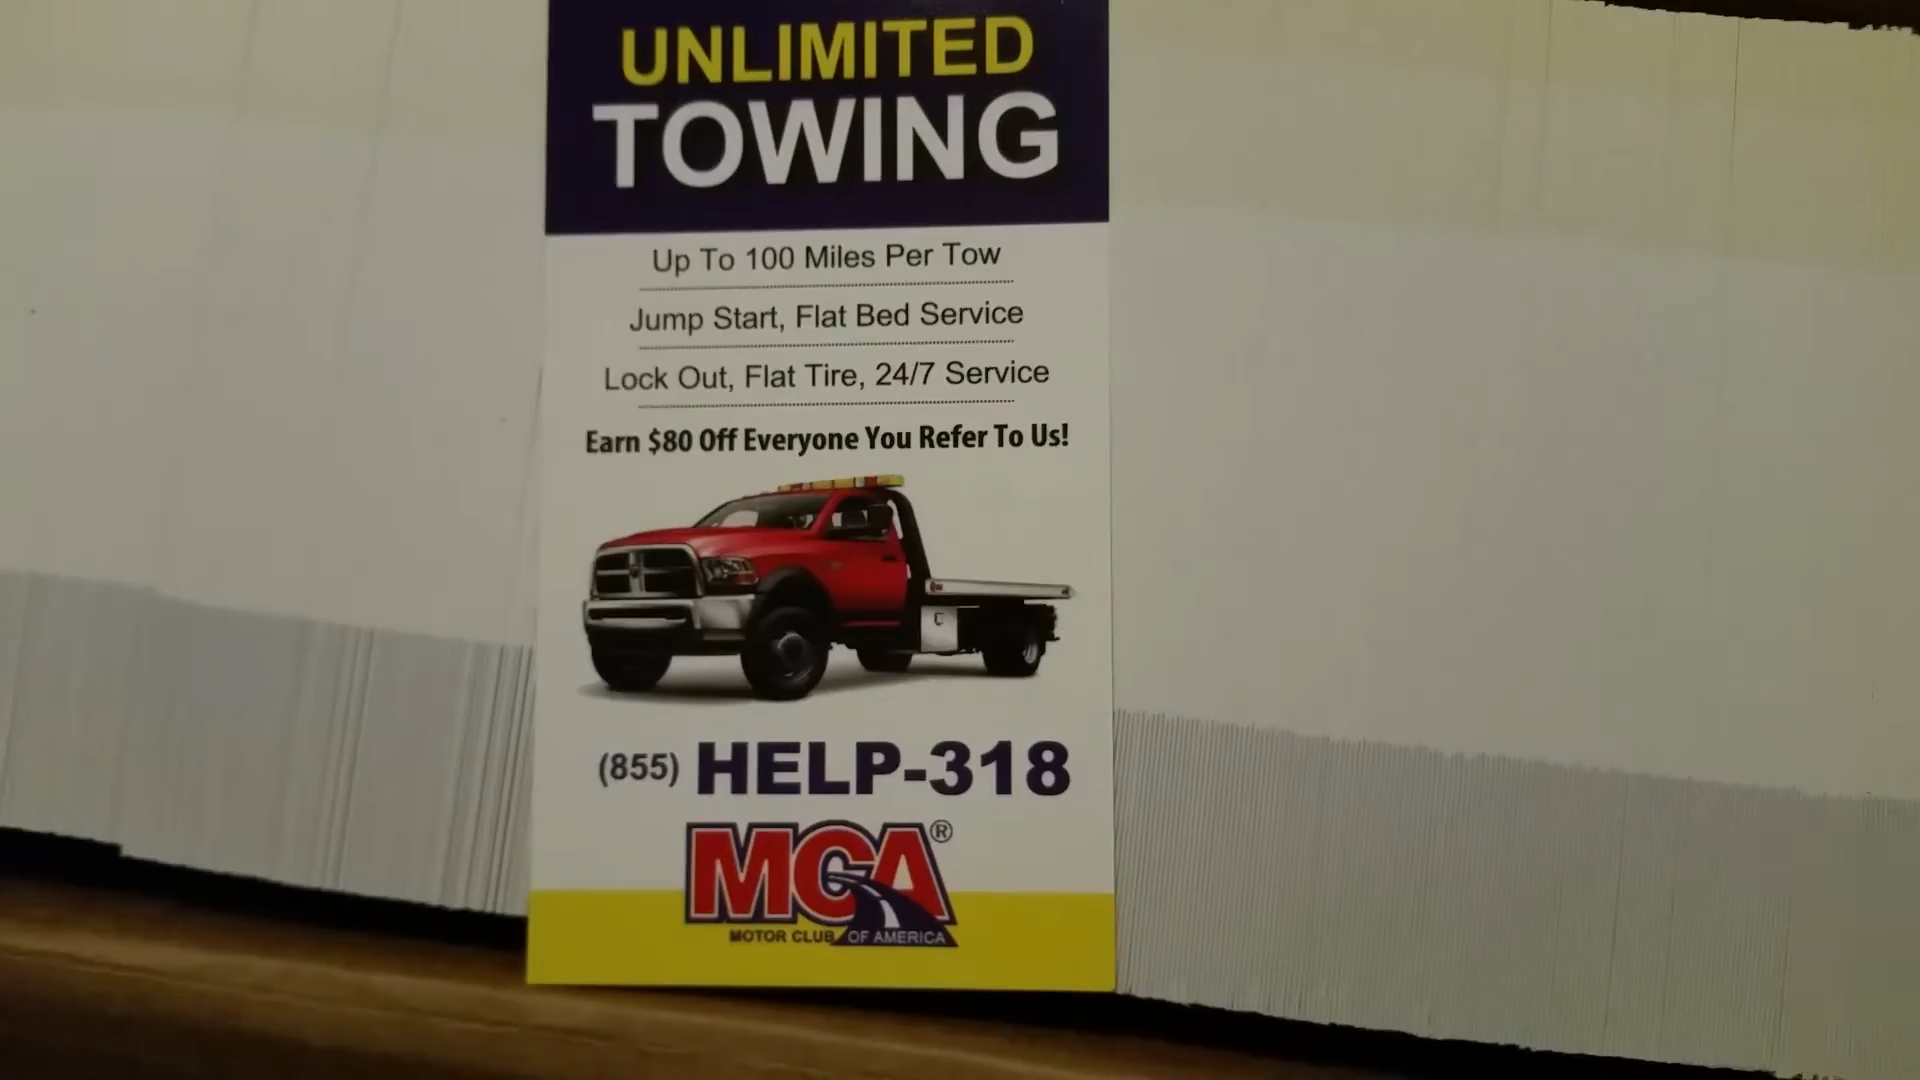 UNLIMITED
TOWING
Up To 100 Miles Per Tow
Jump Start, Flat Bed Service
Lock Out, Flat Tire, 24/7 Service
Earn $80 Off Everyone You Refer To Us!
(855) HELP-318
MCA®
MOTOR CLUB OF AMERICA